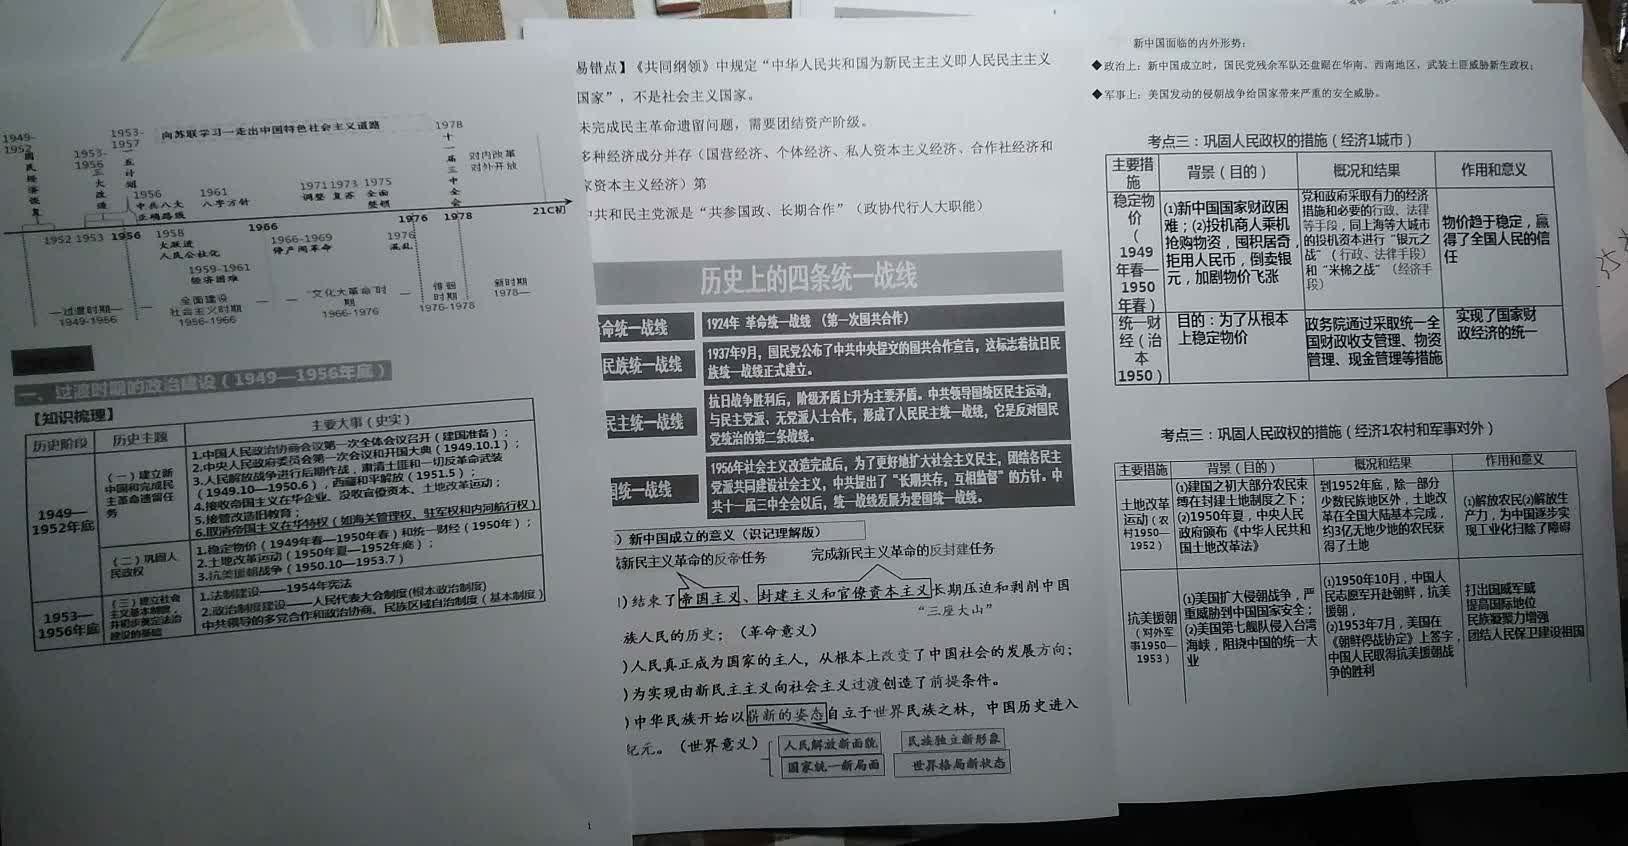 向苏联学习—走出中国特色社会主义道路
1949-
1952
国民经济恢复
1953-
1956
三大改造
1953-
1957
一五计划
1956
中共八大
正确路线
1961
八字方针
1971
调整
1973
复苏
1975
全面
整顿
1978
十一届三中全会
对内改革
对外开放
1952 1953 1956
1966
1976 1978
21C初
1958
大跃进
人民公社化
1959-1961
经济困难
1966-1969
停产闹革命
1976
混乱
—过渡时期—
1949-1956
全面建设
社会主义时期
1956-1966
"文化大革命"时
期
1966-1976
徘徊
时期
1976-1978
新时期
1978—
一、过渡时期的政治建设（1949—1956年底）
【知识梳理】
历史阶段 历史主题 主要大事（史实）
1949—
1952年底
（一）建立新
中国和完成民
主革命遗留任
务
1.中国人民政治协商会议第一次全体会议召开（建国准备）；
2.中央人民政府委员会第一次会议和开国大典（1949.10.1）；
3.人民解放战争进行后期作战，肃清土匪和一切反革命武装
（1949.10—1950.6），西藏和平解放（1951.5）；
4.接收帝国主义在华企业、没收官僚资本、土地改革运动；
5.接管改造旧教育；
6.取消帝国主义在华特权（如海关管理权、驻军权和内河航行权）
（二）巩固人
民政权
1.稳定物价（1949年春—1950年春）和统一财经（1950年）；
2.土地改革运动（1950年夏—1952年底）；
3.抗美援朝战争（1950.10—1953.7）
1953—
1956年底
（三）建立社会
主义基本制度，
并初步奠定法治
建设的基础
1.法制建设——1954年宪法
2.政治制度建设——人民代表大会制度(根本政治制度)
中共领导的多党合作和政治协商、民族区域自治制度（基本制度）
1
易错点】《共同纲领》中规定“中华人民共和国为新民主主义即人民民主主义
国家”，不是社会主义国家。
未完成民主革命遗留问题，需要团结资产阶级。
多种经济成分并存（国营经济、个体经济、私人资本主义经济、合作社经济和
家资本主义经济）第
中共和民主党派是“共参国政、长期合作”（政协代行人大职能）
历史上的四条统一战线
革命统一战线
1924年 革命统一战线 （第一次国共合作）
民族统一战线
1937年9月，国民党公布了中共中央提交的国共合作宣言，这标志着抗日民
族统一战线正式建立。
民主统一战线
抗日战争胜利后，阶级矛盾上升为主要矛盾。中共领导国统区民主运动，
与民主党派、无党派人士合作，形成了人民民主统一战线，它是反对国民
党统治的第二条战线。
国统一战线
1956年社会主义改造完成后，为了更好地扩大社会主义民主，团结各民主
党派共同建设社会主义，中共提出了“长期共存，互相监督”的方针。中
共十一届三中全会以后，统一战线发展为爱国统一战线。
）新中国成立的意义（识记理解版）
成新民主义革命的反帝任务 完成新民主义革命的反封建任务
1）结束了帝国主义、封建主义和官僚资本主义长期压迫和剥削中国
“三座大山”
族人民的历史；（革命意义）
）人民真正成为国家的主人，从根本上改变了中国社会的发展方向；
）为实现由新民主主义向社会主义过渡创造了前提条件。
）中华民族开始以崭新的姿态自立于世界民族之林，中国历史进入
纪元。（世界意义）
人民解放新面貌 民族独立新形象
国家统一新局面 世界格局新状态
新中国面临的内外形势：
◆政治上：新中国成立时，国民党残余军队还盘踞在华南、西南地区，武装土匪威胁新生政权；
◆军事上：美国发动的侵朝战争给国家带来严重的安全威胁。
考点三：巩固人民政权的措施（经济1城市）
主要措
施
背景（目的） 概况和结果 作用和意义
稳定物
价
（
1949
年春—
1950
年春）
⑴新中国国家财政困
难；⑵投机商人乘机
抢购物资，囤积居奇，
拒用人民币，倒卖银
元，加剧物价飞涨
党和政府采取有力的经济
措施和必要的行政、法律
等手段，同上海等大城市
的投机资本进行“银元之
战”（行政、法律手段）
和“米棉之战”（经济手
段）
物价趋于稳定，赢
得了全国人民的信
任
统一财
经（治
本
1950）
目的：为了从根本
上稳定物价
政务院通过采取统一全
国财政收支管理、物资
管理、现金管理等措施
实现了国家财
政经济的统一
考点三：巩固人民政权的措施（经济1农村和军事对外）
主要措施 背景（目的） 概况和结果 作用和意义
土地改革
运动（农
村1950—
1952）
⑴建国之初大部分农民束
缚在封建土地制度之下；
⑵1950年夏，中央人民
政府颁布《中华人民共和
国土地改革法》
到1952年底，除一部分
少数民族地区外，土地改
革在全国大陆基本完成，
约3亿无地少地的农民获
得了土地
⑴解放农民⑵解放生
产力，为中国逐步实
现工业化扫除了障碍
抗美援朝
（对外军
事1950—
1953）
⑴美国扩大侵朝战争，严
重威胁到中国国家安全；
⑵美国第七舰队侵入台湾
海峡，阻挠中国的统一大
业
⑴1950年10月，中国人
民志愿军开赴朝鲜，抗美
援朝，
⑵1953年7月，美国在
《朝鲜停战协定》上签字，
中国人民取得抗美援朝战
争的胜利
打出国威军威
提高国际地位
民族凝聚力增强
团结人民保卫建设祖国